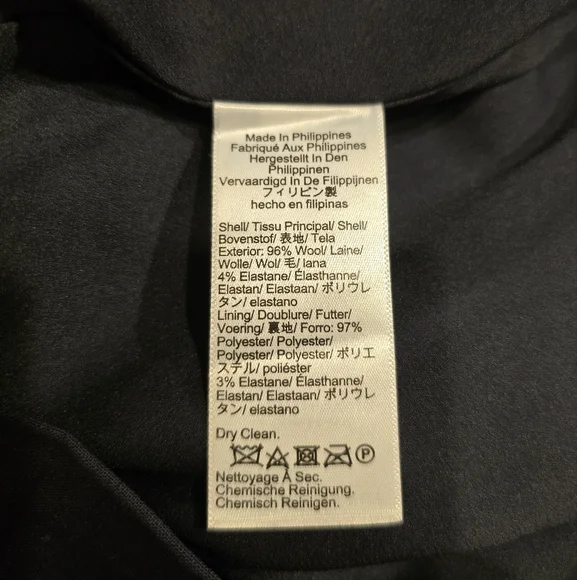 Made In Philippines
Fabriqué Aux Philippines
Hergestellt In Den
Philippinen
Vervaardigd In De Filippijnen
フィリピン製
hecho en filipinas
Shell/ Tissu Principal/ Shell/
Bovenstof/ 表地/ Tela
Exterior: 96% Wool/ Laine/
Wolle/ Wol/ 毛/ lana
4% Elastane/ Élasthanne/
Elastan/ Elastaan/ ポリウレ
タン/ elastano
Lining/ Doublure/ Futter/
Voering/ 裏地/ Forro: 97%
Polyester/ Polyester/
Polyester/ Polyester/ ポリエ
ステル/ poliéster
3% Elastane/ Élasthanne/
Elastan/ Elastaan/ ポリウレ
タン/ elastano
Dry Clean.
P
Nettoyage À Sec.
Chemische Reinigung.
Chemisch Reinigen.